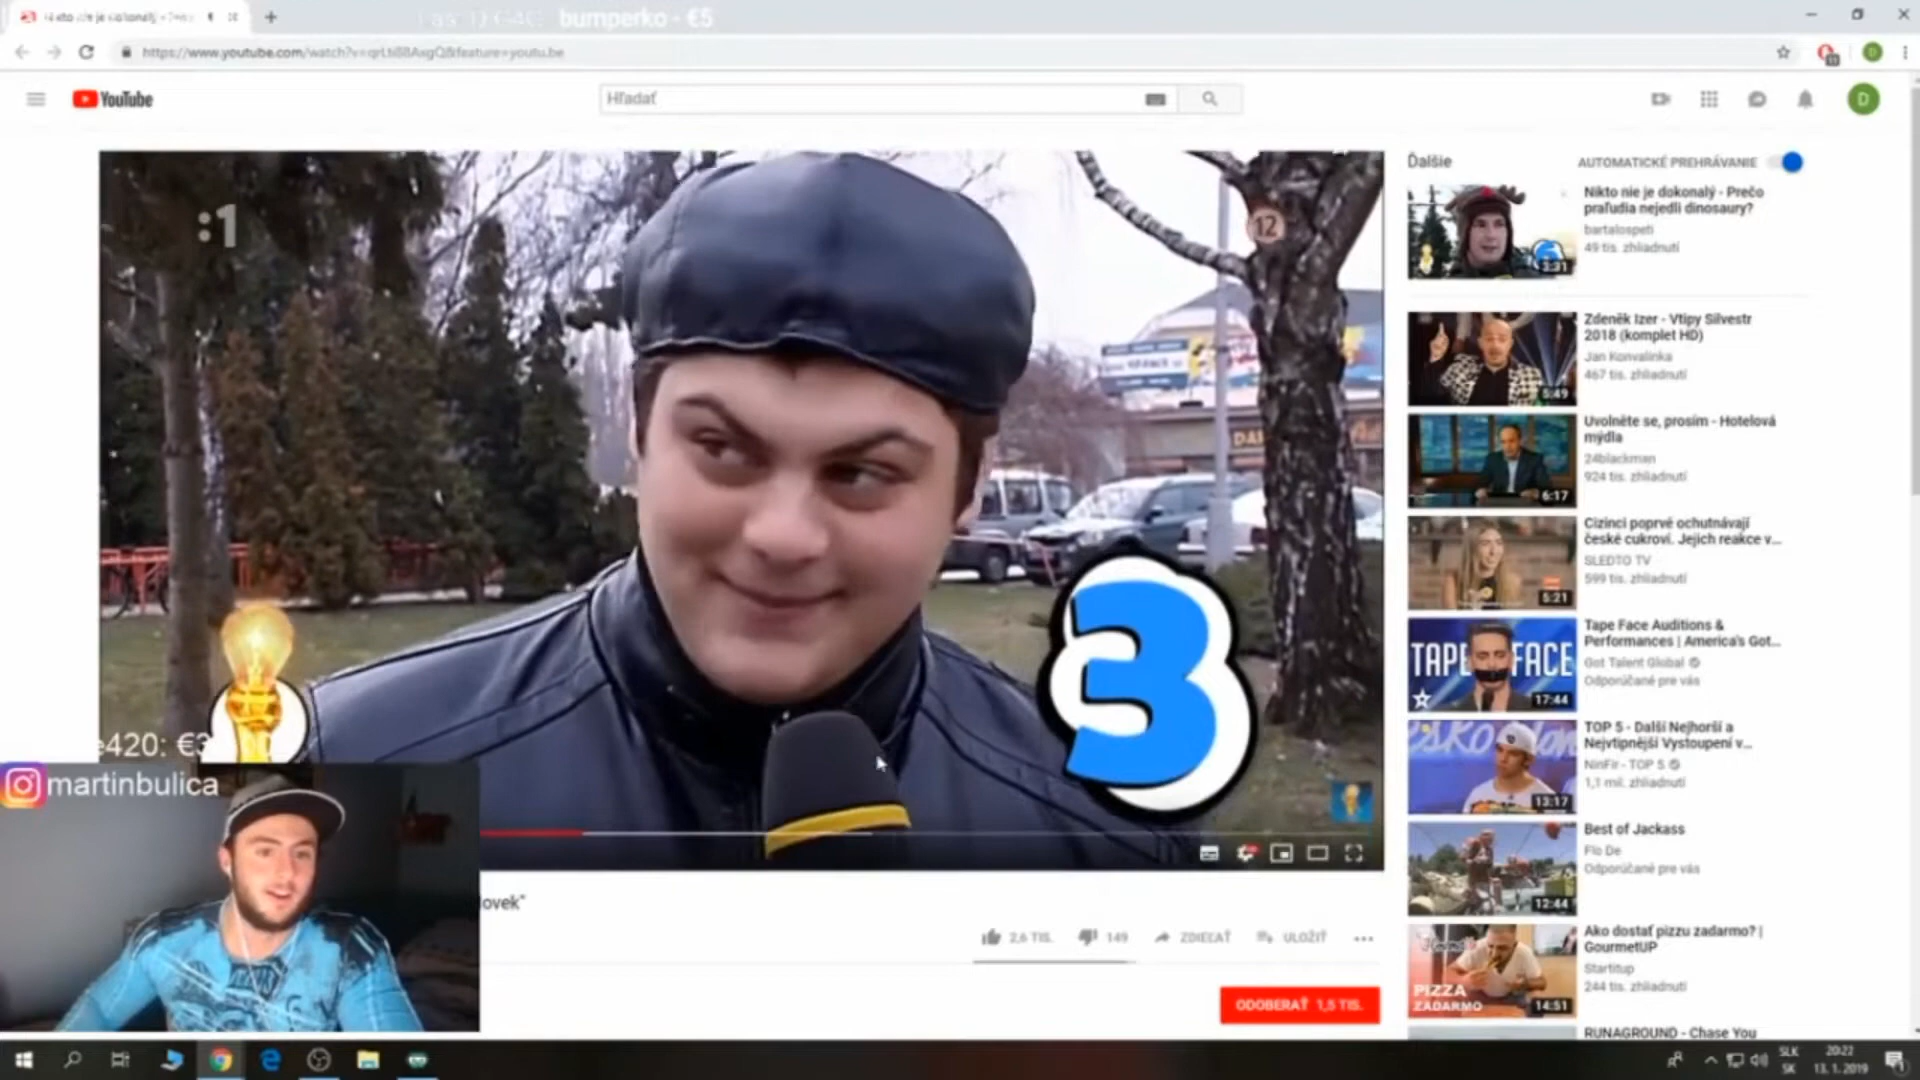 bumperko - €5
https://www.youtube.com/watch?v=qrLti8BAxgQ&feature=youtu.be
YouTube
Hľadať
D
:1
12
3
e420: €3
martinbulica
lovek"
2,6 TIS.
149
ZDIEĽAŤ
ULOŽIŤ
ODOBERAŤ 1,5 TIS.
Ďalšie
AUTOMATICKÉ PREHRÁVANIE
Nikto nie je dokonalý - Prečo
praľudia nejedli dinosaury?
bartalospeti
49 tis. zhliadnutí
3:31
Zdeněk Izer - Vtipy Silvestr
2018 (komplet HD)
Jan Konvalinka
467 tis. zhliadnutí
5:49
Uvolněte se, prosím - Hotelová
mýdla
24blackman
924 tis. zhliadnutí
6:17
Cizinci poprvé ochutnávají
české cukroví. Jejich reakce v...
SLEDTO TV
599 tis. zhliadnutí
5:21
Tape Face Auditions &
Performances | America's Got...
Got Talent Global
Odporúčané pre vás
TAPE FACE
17:44
TOP 5 - Další Nejhorší a
Nejvtipnější Vystoupení v...
NinFir - TOP 5
1,1 mil. zhliadnutí
13:17
Best of Jackass
Flo De
Odporúčané pre vás
12:44
Ako dostať pizzu zadarmo? |
GourmetUP
Startitup
244 tis. zhliadnutí
PIZZA
ZADARMO
14:51
RUNAGROUND - Chase You
SLK
SK
20:22
13. 1. 2019